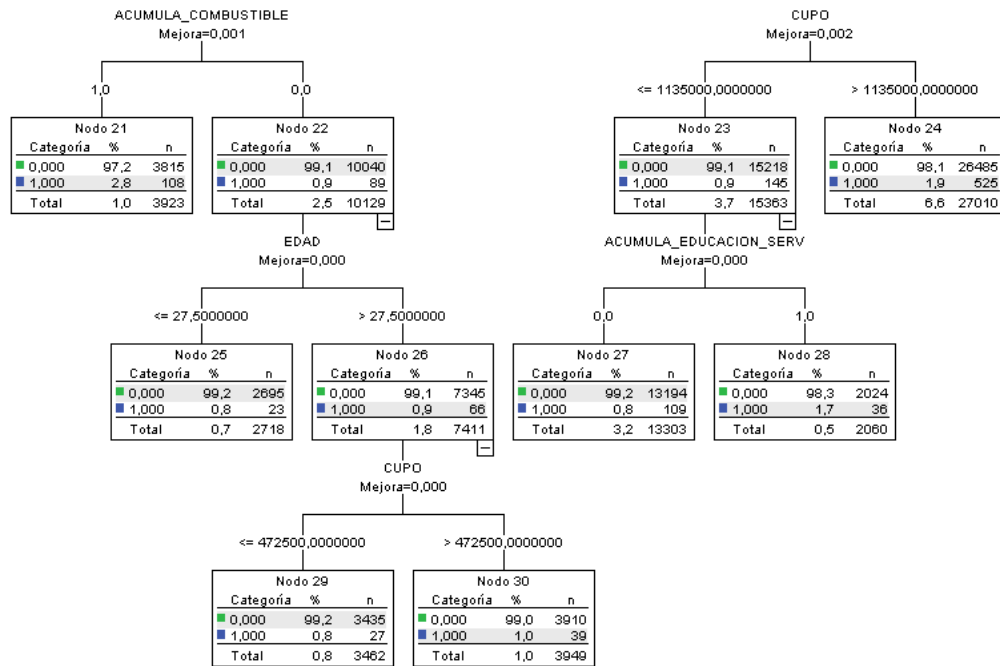 ACUMULA_COMBUSTIBLE
Mejora=0,001
1,0
0,0
Nodo 21
Categoría % n
0,000 97,2 3815
1,000 2,8 108
Total 1,0 3923
Nodo 22
Categoría % n
0,000 99,1 10040
1,000 0,9 89
Total 2,5 10129
EDAD
Mejora=0,000
<= 27,5000000
> 27,5000000
Nodo 25
Categoría % n
0,000 99,2 2695
1,000 0,8 23
Total 0,7 2718
Nodo 26
Categoría % n
0,000 99,1 7345
1,000 0,9 66
Total 1,8 7411
CUPO
Mejora=0,000
<= 472500,0000000
> 472500,0000000
Nodo 29
Categoría % n
0,000 99,2 3435
1,000 0,8 27
Total 0,8 3462
Nodo 30
Categoría % n
0,000 99,0 3910
1,000 1,0 39
Total 1,0 3949
CUPO
Mejora=0,002
<= 1135000,0000000
> 1135000,0000000
Nodo 23
Categoría % n
0,000 99,1 15218
1,000 0,9 145
Total 3,7 15363
Nodo 24
Categoría % n
0,000 98,1 26485
1,000 1,9 525
Total 6,6 27010
ACUMULA_EDUCACION_SERV
Mejora=0,000
0,0
1,0
Nodo 27
Categoría % n
0,000 99,2 13194
1,000 0,8 109
Total 3,2 13303
Nodo 28
Categoría % n
0,000 98,3 2024
1,000 1,7 36
Total 0,5 2060